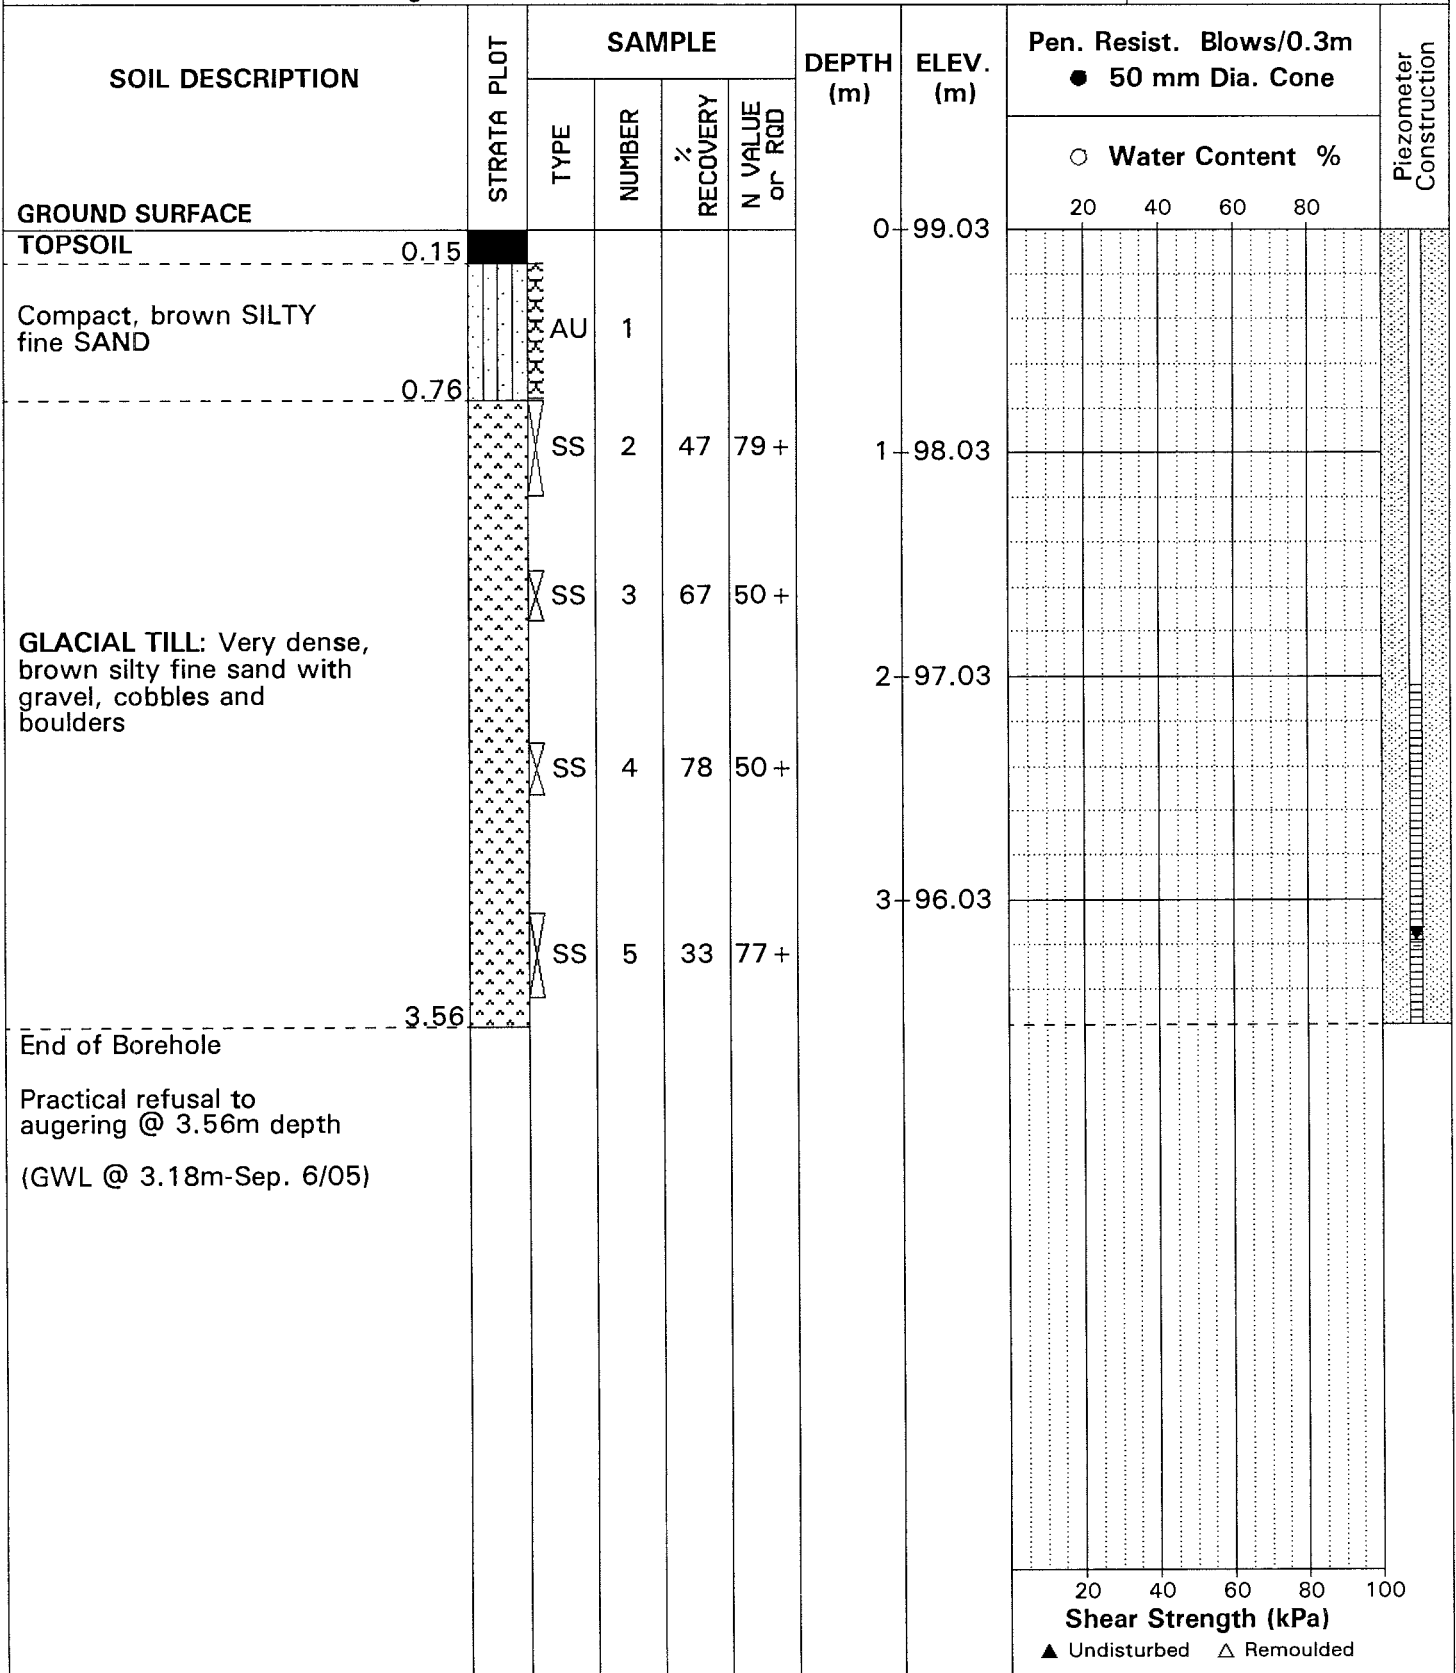 SOIL DESCRIPTION
GROUND SURFACE
STRATA PLOT
SAMPLE
TYPE
NUMBER
% RECOVERY
N VALUE or RQD
DEPTH (m)
ELEV. (m)
Pen. Resist. Blows/0.3m
● 50 mm Dia. Cone
○ Water Content %
20 40 60 80
Piezometer Construction
0 99.03
TOPSOIL 0.15
Compact, brown SILTY
fine SAND
0.76
AU 1
SS 2 47 79+
1 98.03
SS 3 67 50+
GLACIAL TILL: Very dense,
brown silty fine sand with
gravel, cobbles and
boulders
2 97.03
SS 4 78 50+
3 96.03
SS 5 33 77+
3.56
End of Borehole
Practical refusal to
augering @ 3.56m depth
(GWL @ 3.18m-Sep. 6/05)
20 40 60 80 100
Shear Strength (kPa)
▲ Undisturbed △ Remoulded